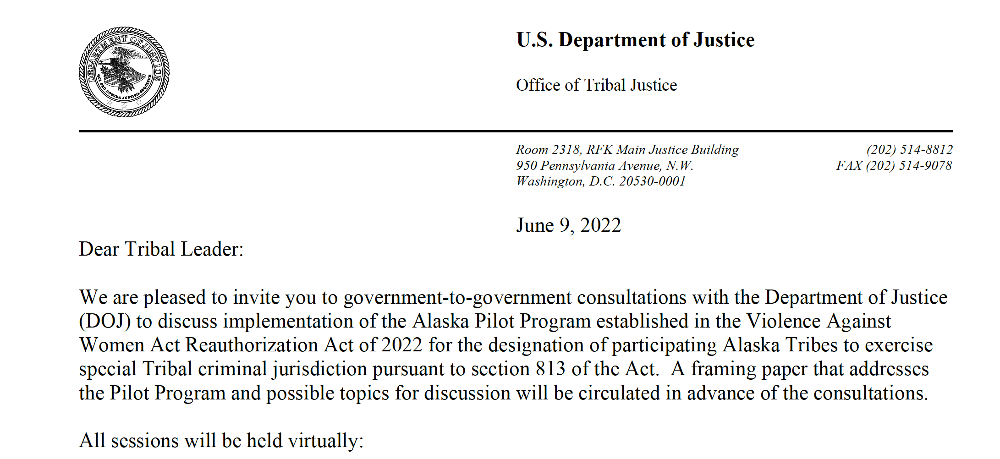 DEPARTMENT OF JUSTICE
QUI PRO DOMINA JUSTITIA SEQUITUR
U.S. Department of Justice
Office of Tribal Justice
Room 2318, RFK Main Justice Building (202) 514-8812
950 Pennsylvania Avenue, N.W. FAX (202) 514-9078
Washington, D.C. 20530-0001
June 9, 2022
Dear Tribal Leader:
We are pleased to invite you to government-to-government consultations with the Department of Justice
(DOJ) to discuss implementation of the Alaska Pilot Program established in the Violence Against
Women Act Reauthorization Act of 2022 for the designation of participating Alaska Tribes to exercise
special Tribal criminal jurisdiction pursuant to section 813 of the Act.  A framing paper that addresses
the Pilot Program and possible topics for discussion will be circulated in advance of the consultations.
All sessions will be held virtually: